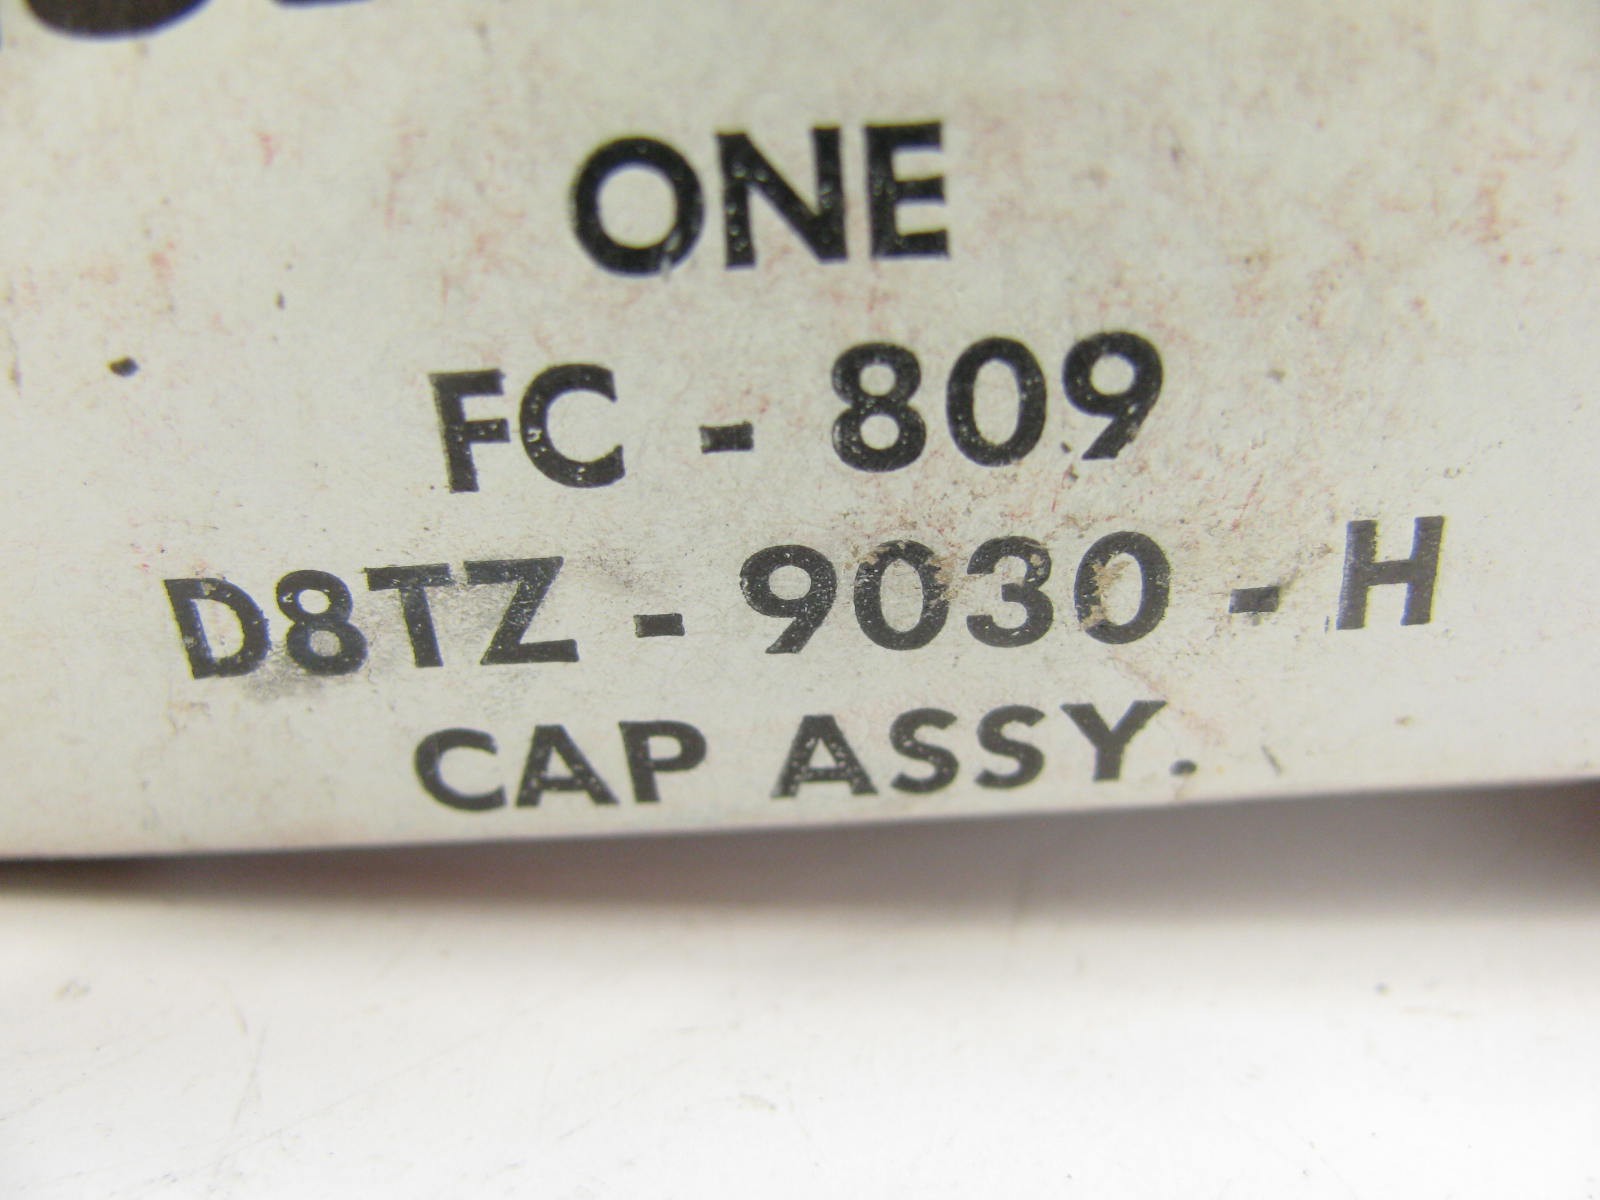 ONE
FC - 809
D8TZ - 9030 - H
CAP ASSY.